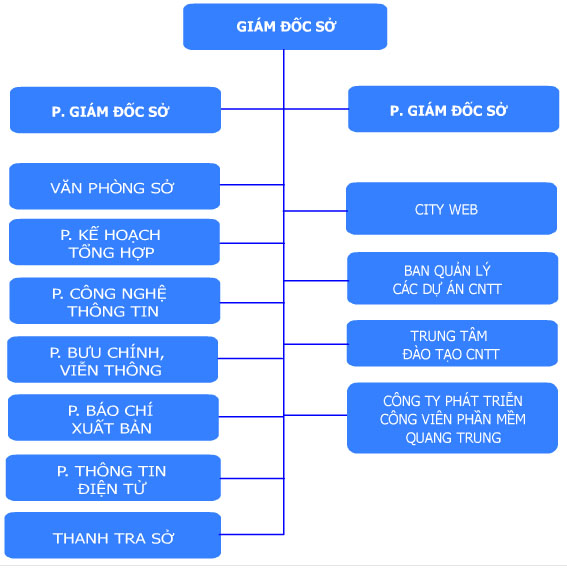 GIÁM ĐỐC SỞ
P. GIÁM ĐỐC SỞ
P. GIÁM ĐỐC SỞ
VĂN PHÒNG SỞ
P. KẾ HOẠCH
TỔNG HỢP
P. CÔNG NGHỆ
THÔNG TIN
P. BƯU CHÍNH,
VIỄN THÔNG
P. BÁO CHÍ
XUẤT BẢN
P. THÔNG TIN
ĐIỆN TỬ
THANH TRA SỞ
CITY WEB
BAN QUẢN LÝ
CÁC DỰ ÁN CNTT
TRUNG TÂM
ĐÀO TẠO CNTT
CÔNG TY PHÁT TRIỄN
CÔNG VIÊN PHẦN MỀM
QUANG TRUNG